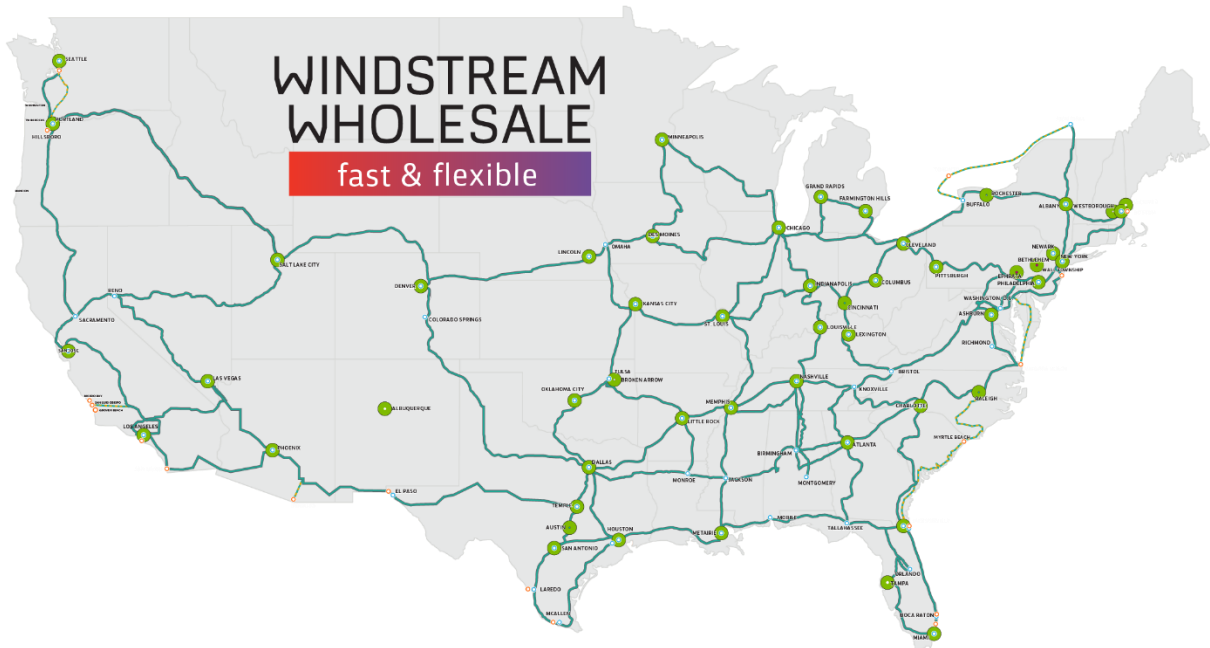 WINDSTREAM
WHOLESALE
fast & flexible
SEATTLE
PORTLAND
HILLSBORO
MINNEAPOLIS
GRAND RAPIDS
FARMINGTON HILLS
ROCHESTER
BUFFALO
ALBANY
WESTBOROUGH
CHICAGO
DES MOINES
OMAHA
LINCOLN
CLEVELAND
NEWARK
NEW YORK
BETHLEHEM
WALL TOWNSHIP
PITTSBURGH
PHILADELPHIA
SALT LAKE CITY
DENVER
COLORADO SPRINGS
RENO
SACRAMENTO
SAN JOSE
KANSAS CITY
ST. LOUIS
INDIANAPOLIS
COLUMBUS
CINCINNATI
LOUISVILLE
LEXINGTON
ASHBURN
RICHMOND
BRISTOL
LAS VEGAS
TULSA
BROKEN ARROW
OKLAHOMA CITY
NASHVILLE
KNOXVILLE
RALEIGH
CHARLOTTE
ALBUQUERQUE
MEMPHIS
LITTLE ROCK
LOS ANGELES
PHOENIX
ATLANTA
MYRTLE BEACH
BIRMINGHAM
MONTGOMERY
DALLAS
MONROE
JACKSON
EL PASO
TEMPLE
AUSTIN
HOUSTON
SAN ANTONIO
METAIRIE
MOBILE
TALLAHASSEE
LAREDO
MCALLEN
ORLANDO
TAMPA
BOCA RATON
MIAMI